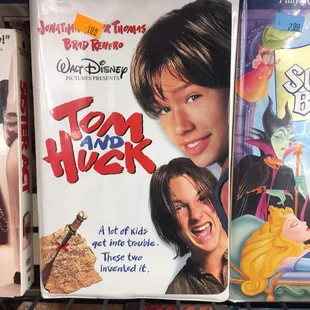 JONATHAN TAYLOR THOMAS
BRAD RENFRO
WALT DISNEY
PICTURES PRESENTS
TOM
AND
HUCK
A lot of kids
get into trouble.
These two
invented it.
SISTER ACT